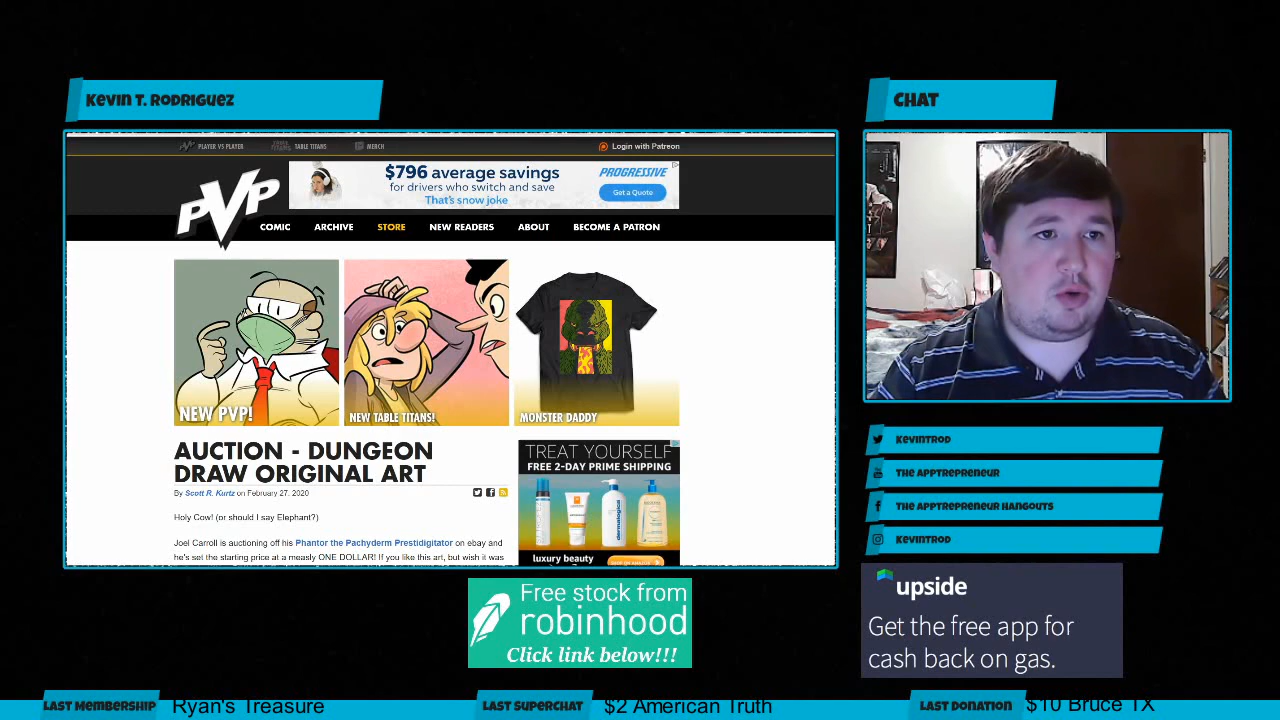 Kevin T. Rodriguez
CHAT
PLAYER VS PLAYER
TABLE TITANS
MERCH
Login with Patreon
PVP
$796 average savings
for drivers who switch and save
That's snow joke
PROGRESSIVE
Get a Quote
COMIC
ARCHIVE
STORE
NEW READERS
ABOUT
BECOME A PATRON
NEW PVP!
NEW TABLE TITANS!
MONSTER DADDY
AUCTION - DUNGEON
DRAW ORIGINAL ART
By Scott R. Kurtz on February 27, 2020
Holy Cow! (or should I say Elephant?)
Joel Carroll is auctioning off his Phantor the Pachyderm Prestidigitator on ebay and
he's set the starting price at a measly ONE DOLLAR! If you like this art, but wish it was
TREAT YOURSELF
FREE 2-DAY PRIME SHIPPING
dermalogica
luxury beauty
KevinTRod
The Apptrepreneur
The Apptrepreneur Hangouts
KevinTRod
Free stock from
robinhood
Click link below!!!
upside
Get the free app for
cash back on gas.
Last Membership
Ryan's Treasure
Last Superchat
$2 American Truth
Last Donation
$10 Bruce TX